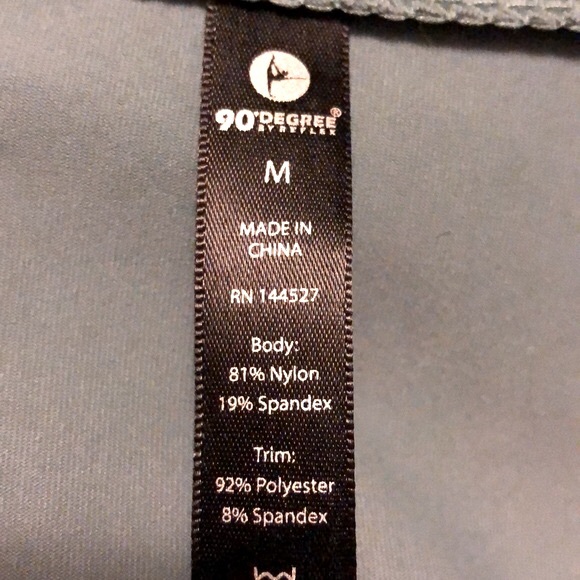 90°DEGREE®
BY REFLEX
M
MADE IN
CHINA
RN 144527
Body:
81% Nylon
19% Spandex
Trim:
92% Polyester
8% Spandex